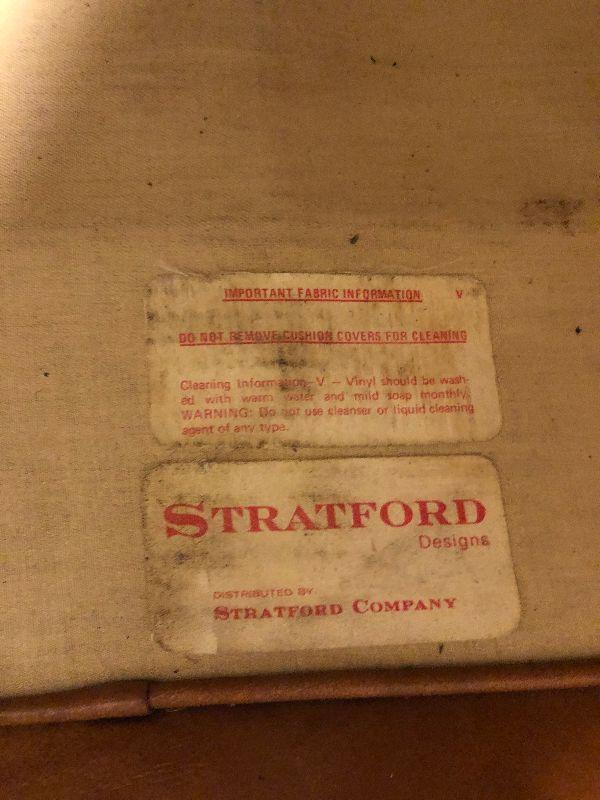 IMPORTANT FABRIC INFORMATION V
DO NOT REMOVE CUSHION COVERS FOR CLEANING
Cleaning Information–V – Vinyl should be wash-
ed with warm water and mild soap monthly.
WARNING: Do not use cleanser or liquid cleaning
agent of any type.
STRATFORD
Designs
DISTRIBUTED BY
STRATFORD COMPANY